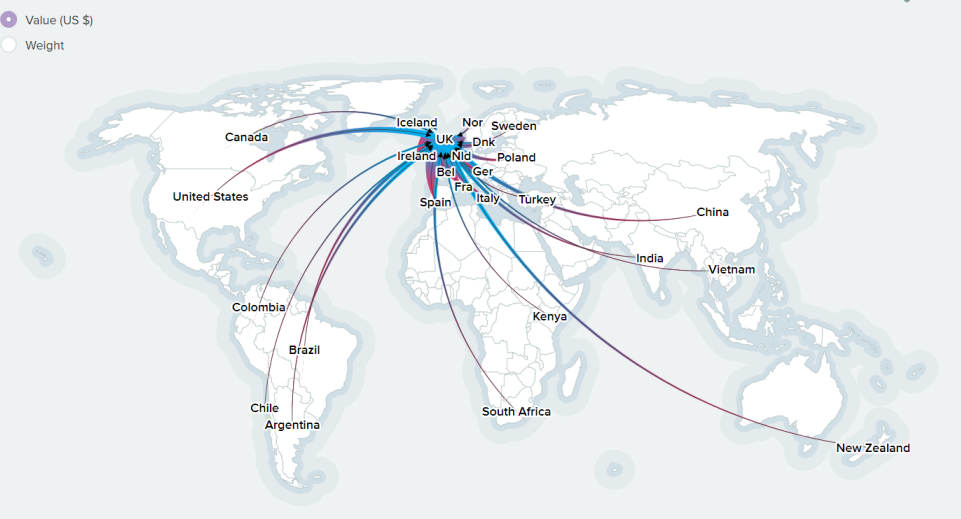 Value (US $)
Weight
Iceland
Nor
Sweden
Canada
UK
Dnk
Ireland
Nld
Poland
Bel
Ger
Fra
United States
Spain
Italy
Turkey
China
India
Vietnam
Colombia
Kenya
Brazil
Chile
South Africa
Argentina
New Zealand